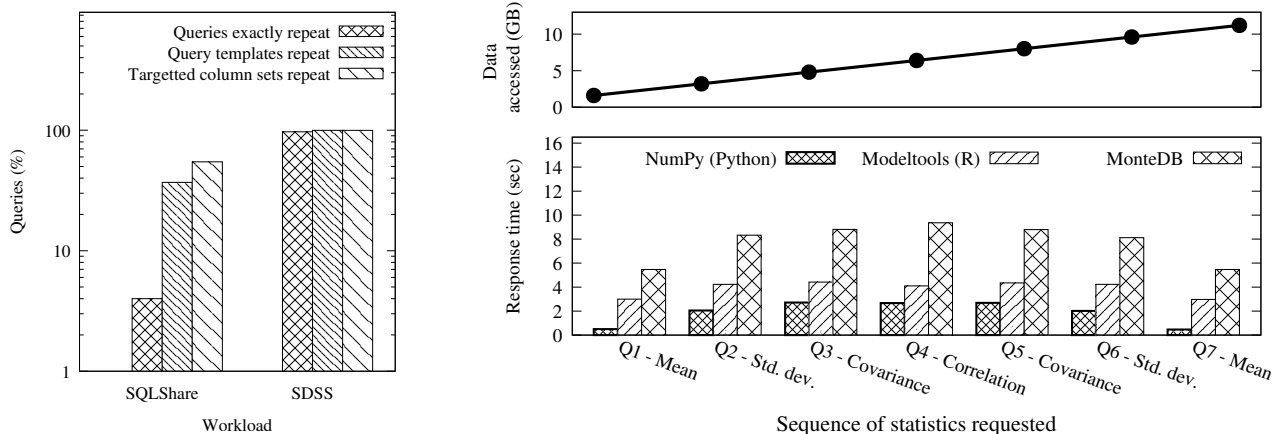 Queries exactly repeat
Query templates repeat
Targetted column sets repeat
100
10
1
Queries (%)
SQLShare
SDSS
Workload
Data
accessed (GB)
10
5
0
NumPy (Python)
Modeltools (R)
MonteDB
16
14
12
10
8
6
4
2
0
Response time (sec)
Q1 - Mean
Q2 - Std. dev.
Q3 - Covariance
Q4 - Correlation
Q5 - Covariance
Q6 - Std. dev.
Q7 - Mean
Sequence of statistics requested